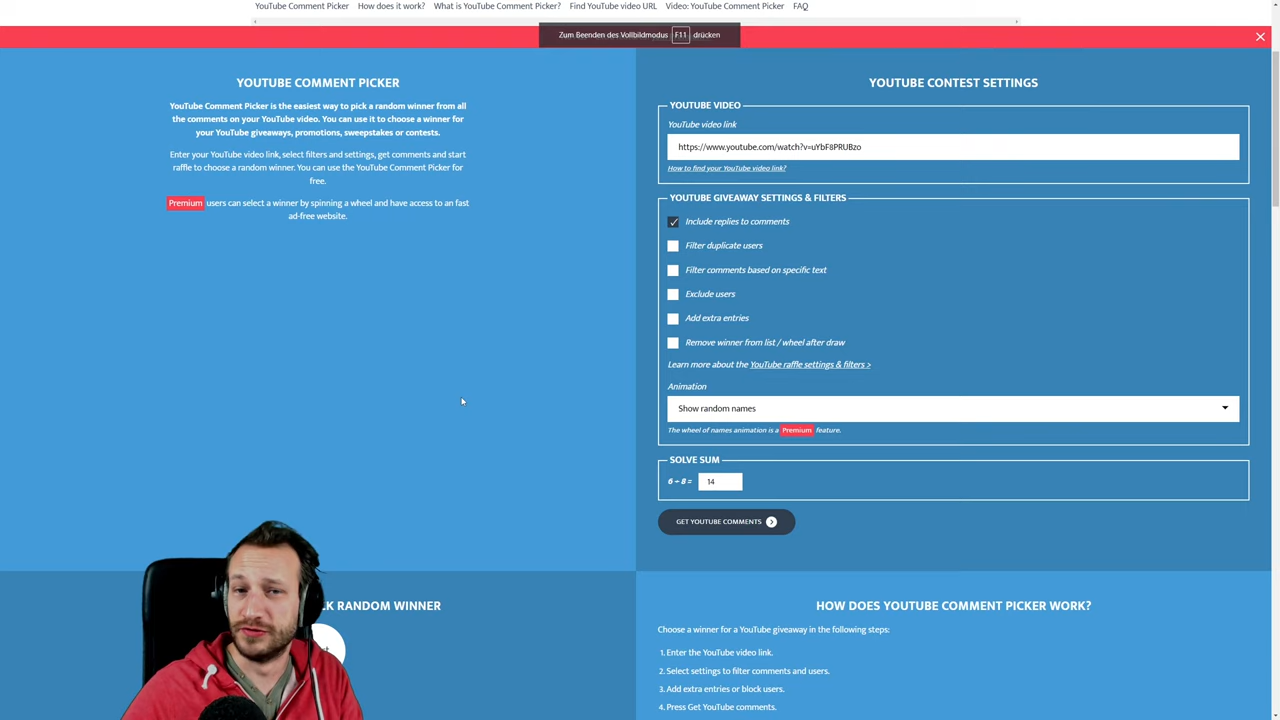 YouTube Comment Picker How does it work? What is YouTube Comment Picker? Find YouTube video URL Video: YouTube Comment Picker FAQ
Zum Beenden des Vollbildmodus F11 drücken
YOUTUBE COMMENT PICKER
YouTube Comment Picker is the easiest way to pick a random winner from all
the comments on your YouTube video. You can use it to choose a winner for
your YouTube giveaways, promotions, sweepstakes or contests.
Enter your YouTube video link, select filters and settings, get comments and start
raffle to choose a random winner. You can use the YouTube Comment Picker for
free.
Premium users can select a winner by spinning a wheel and have access to an fast
ad-free website.
YOUTUBE CONTEST SETTINGS
YOUTUBE VIDEO
YouTube video link
https://www.youtube.com/watch?v=uYbF8PRUBzo
How to find your YouTube video link?
YOUTUBE GIVEAWAY SETTINGS & FILTERS
Include replies to comments
Filter duplicate users
Filter comments based on specific text
Exclude users
Add extra entries
Remove winner from list / wheel after draw
Learn more about the YouTube raffle settings & filters >
Animation
Show random names
The wheel of names animation is a Premium feature.
SOLVE SUM
6 + 8 = 14
GET YOUTUBE COMMENTS
RANDOM WINNER
HOW DOES YOUTUBE COMMENT PICKER WORK?
Choose a winner for a YouTube giveaway in the following steps:
1. Enter the YouTube video link.
2. Select settings to filter comments and users.
3. Add extra entries or block users.
4. Press Get YouTube comments.